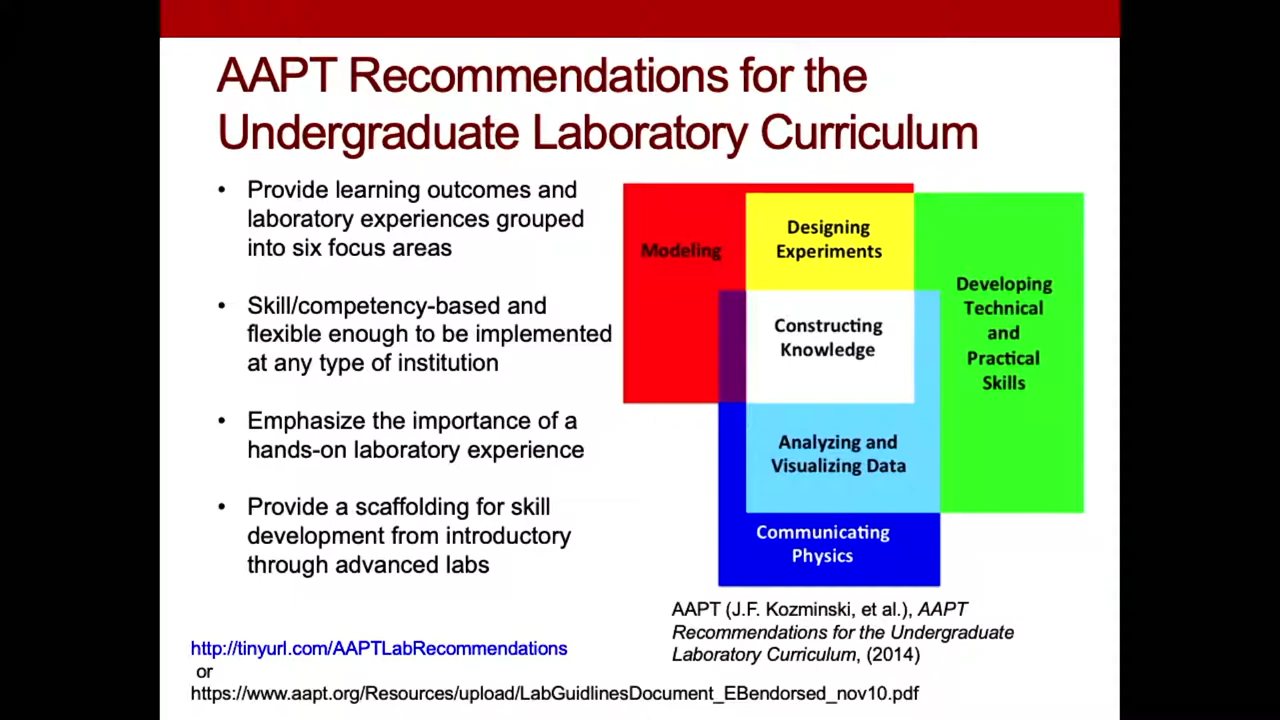 AAPT Recommendations for the
Undergraduate Laboratory Curriculum
• Provide learning outcomes and
laboratory experiences grouped
into six focus areas
• Skill/competency-based and
flexible enough to be implemented
at any type of institution
• Emphasize the importance of a
hands-on laboratory experience
• Provide a scaffolding for skill
development from introductory
through advanced labs
Modeling
Designing
Experiments
Constructing
Knowledge
Developing
Technical
and
Practical
Skills
Analyzing and
Visualizing Data
Communicating
Physics
AAPT (J.F. Kozminski, et al.), AAPT
Recommendations for the Undergraduate
Laboratory Curriculum, (2014)
http://tinyurl.com/AAPTLabRecommendations
or
https://www.aapt.org/Resources/upload/LabGuidlinesDocument_EBendorsed_nov10.pdf